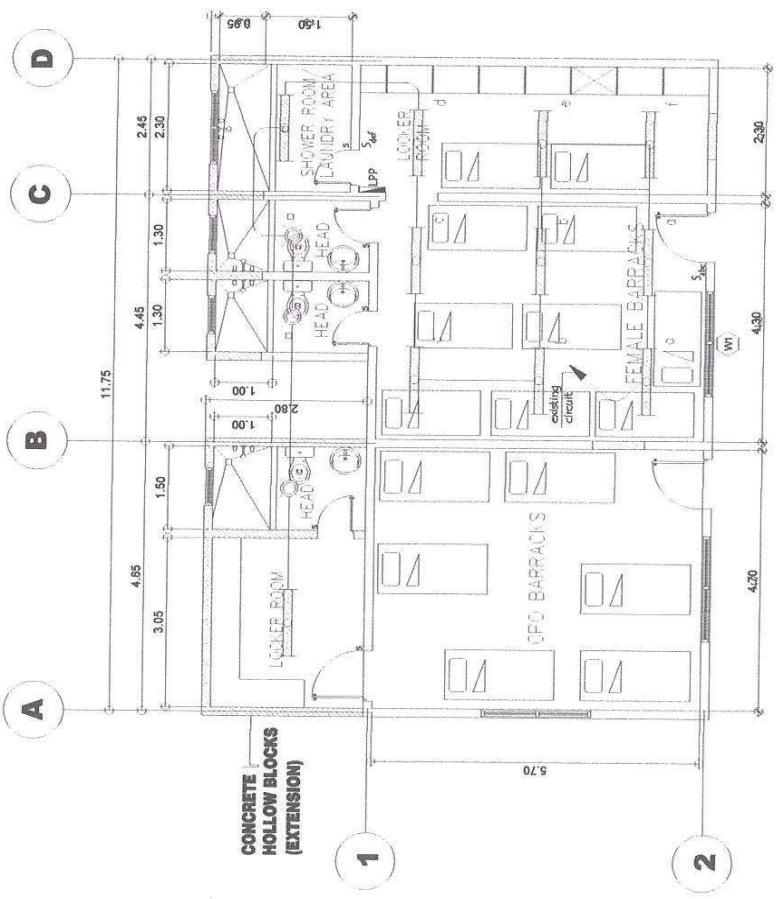 A
B
C
D
11.75
4.85
4.45
2.45
3.05
1.50
1.30
1.30
2.30
0.95
1.50
1.00
2.80
1.00
CONCRETE
HOLLOW BLOCKS
(EXTENSION)
LOCKER ROOM
HEAD
HEAD
HEAD
SHOWER ROOM
LAUNDRY AREA
S
S
S
S
S
S def
LPP
1
LOCKER
ROOM
d
e
f
c
b
b
a
a
existing
circuit
CPO BARRACKS
FEMALE BARRACKS
S abc
5.70
2
W1
4.70
4.30
2.30